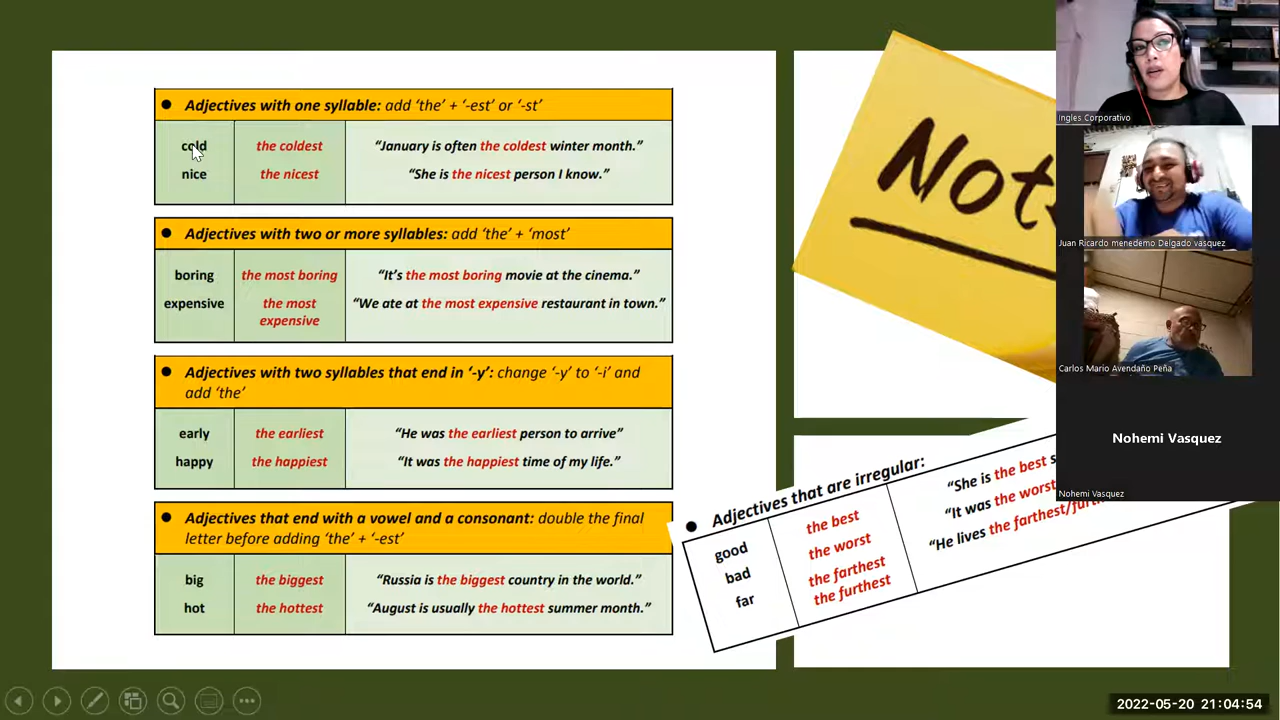 ● Adjectives with one syllable: add ‘the’ + ‘-est’ or ‘-st’
cold the coldest “January is often the coldest winter month.”
nice the nicest “She is the nicest person I know.”
● Adjectives with two or more syllables: add ‘the’ + ‘most’
boring the most boring “It’s the most boring movie at the cinema.”
expensive the most expensive “We ate at the most expensive restaurant in town.”
● Adjectives with two syllables that end in ‘-y’: change ‘-y’ to ‘-i’ and
add ‘the’
early the earliest “He was the earliest person to arrive”
happy the happiest “It was the happiest time of my life.”
● Adjectives that end with a vowel and a consonant: double the final
letter before adding ‘the’ + ‘-est’
big the biggest “Russia is the biggest country in the world.”
hot the hottest “August is usually the hottest summer month.”
● Adjectives that are irregular:
good the best “She is the best
bad the worst “It was the worst
far the farthest “He lives the farthest/
the furthest
Ingles Corporativo
Juan Ricardo menedemo Delgado vasquez
Carlos Mario Avendaño Peña
Nohemi Vasquez
Nohemi Vasquez
2022-05-20 21:04:54